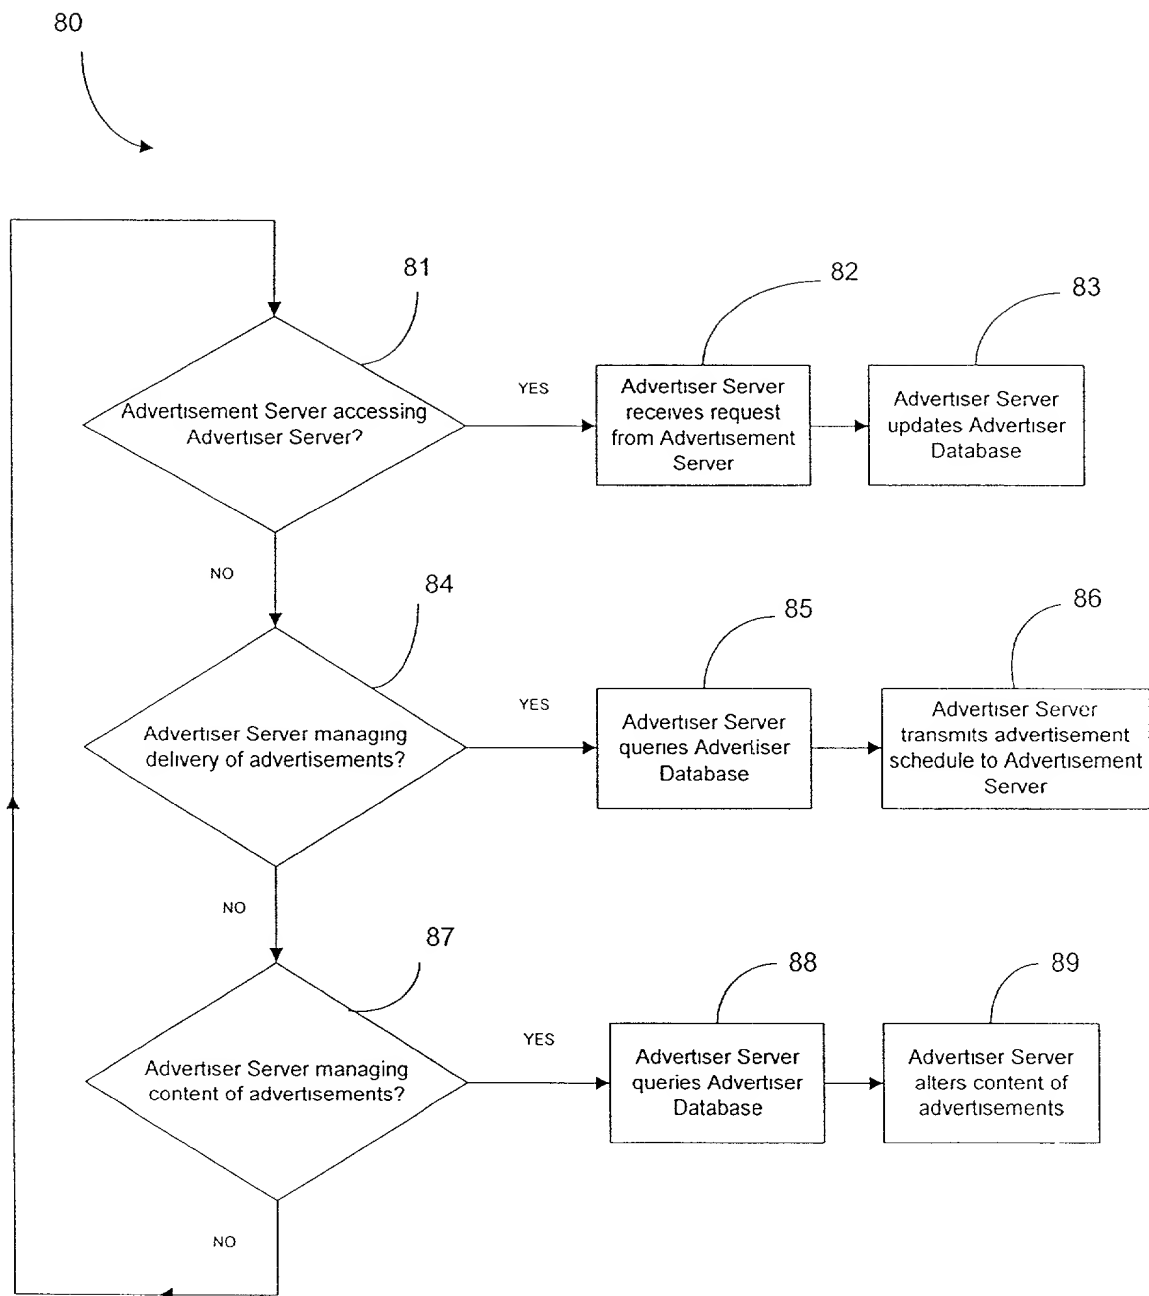 80
81
82
83
Advertisement Server accessing
Advertiser Server?
YES
Advertiser Server
receives request
from Advertisement
Server
Advertiser Server
updates Advertiser
Database
NO
84
85
86
Advertiser Server managing
delivery of advertisements?
YES
Advertiser Server
queries Advertiser
Database
Advertiser Server
transmits advertisement
schedule to Advertisement
Server
NO
87
88
89
Advertiser Server managing
content of advertisements?
YES
Advertiser Server
queries Advertiser
Database
Advertiser Server
alters content of
advertisements
NO